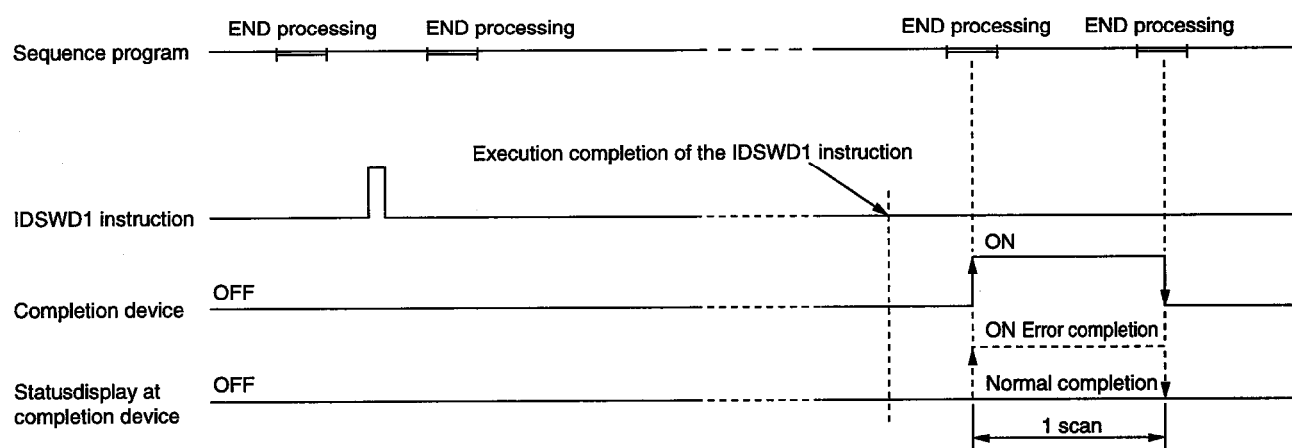 END processing END processing END processing END processing
Sequence program
Execution completion of the IDSWD1 instruction
IDSWD1 instruction
ON
OFF
Completion device
ON Error completion
OFF
Normal completion
Statusdisplay at
completion device
1 scan